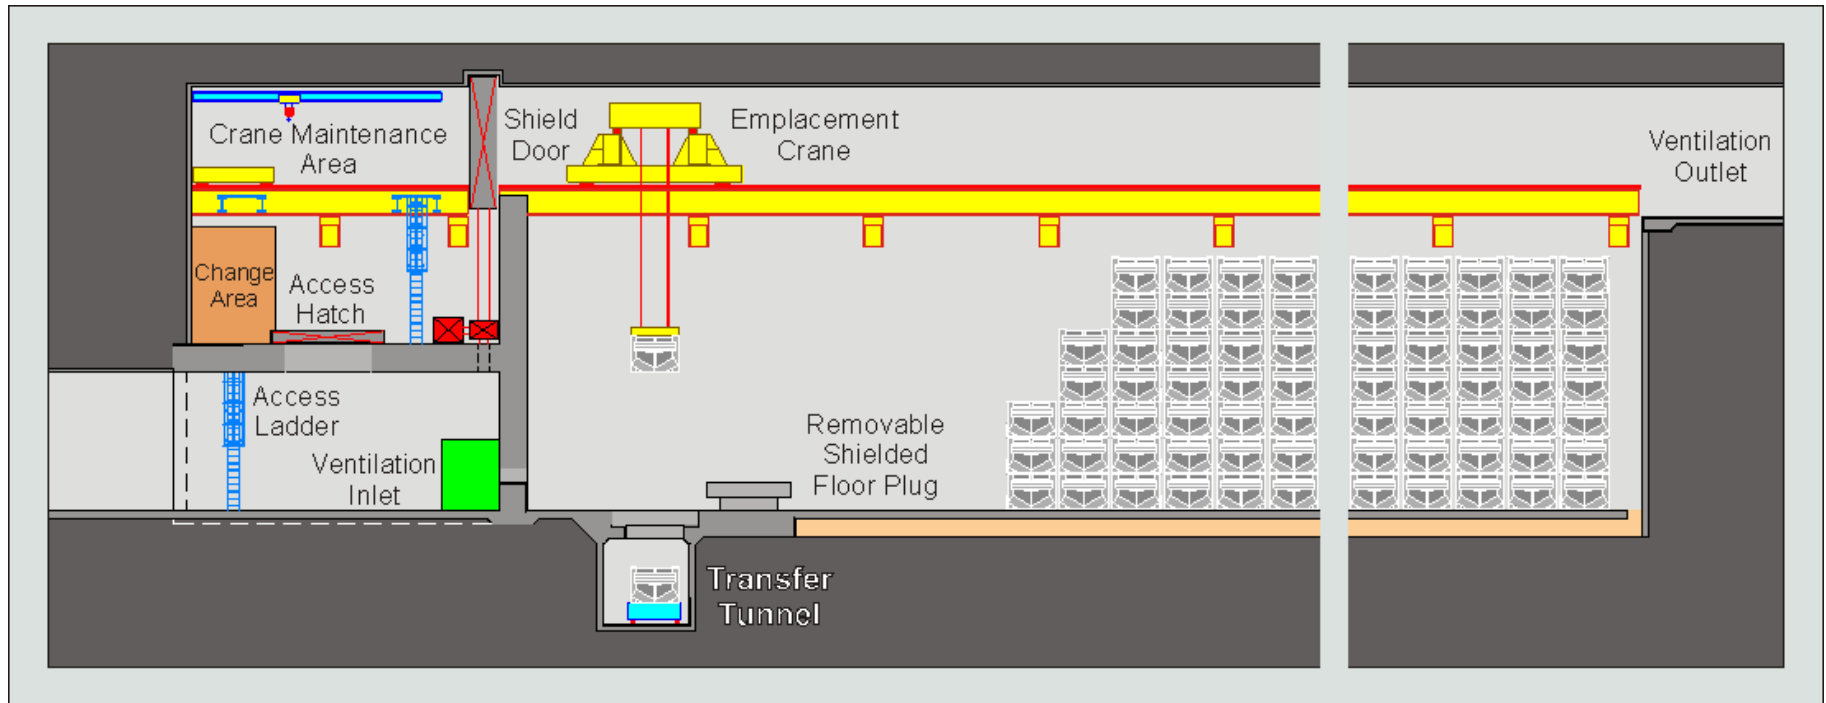 Crane Maintenance
Area
Shield
Door
Emplacement
Crane
Ventilation
Outlet
Change
Area
Access
Hatch
Access
Ladder
Ventilation
Inlet
Removable
Shielded
Floor Plug
Transfer
Tunnel